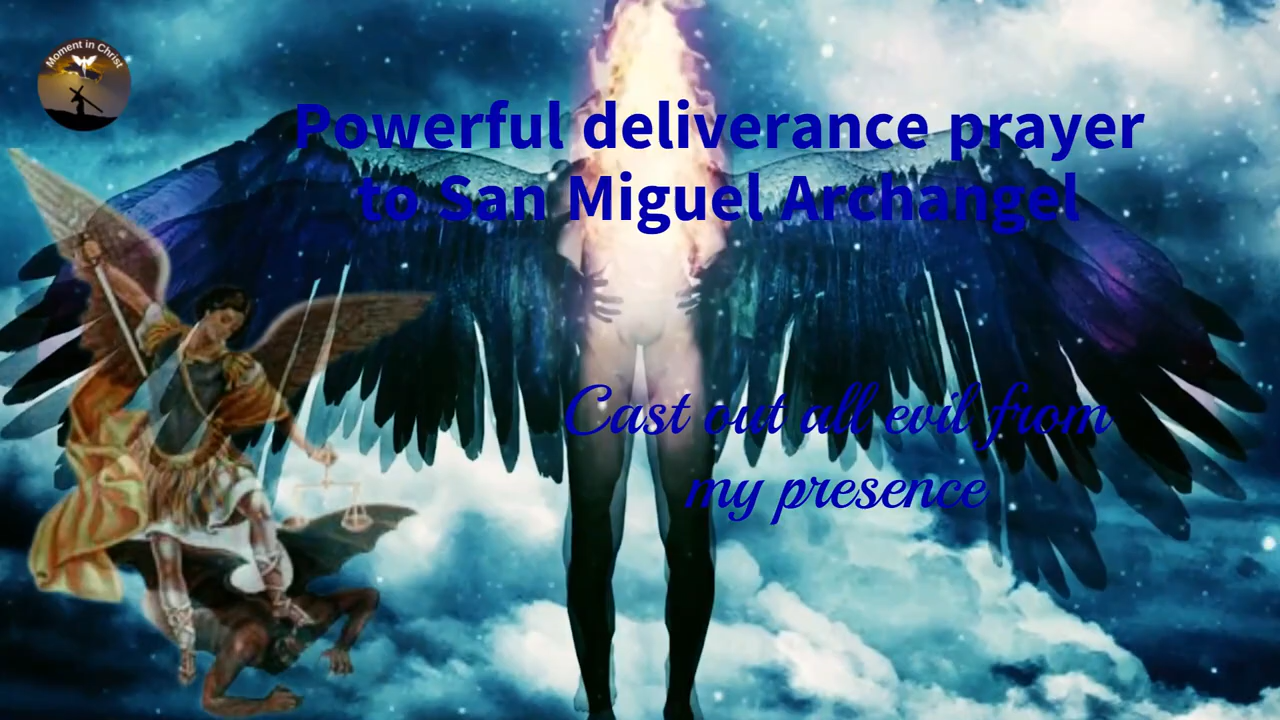 Moment in Christ
Powerful deliverance prayer
to San Miguel Archangel
Cast out all evil from
my presence